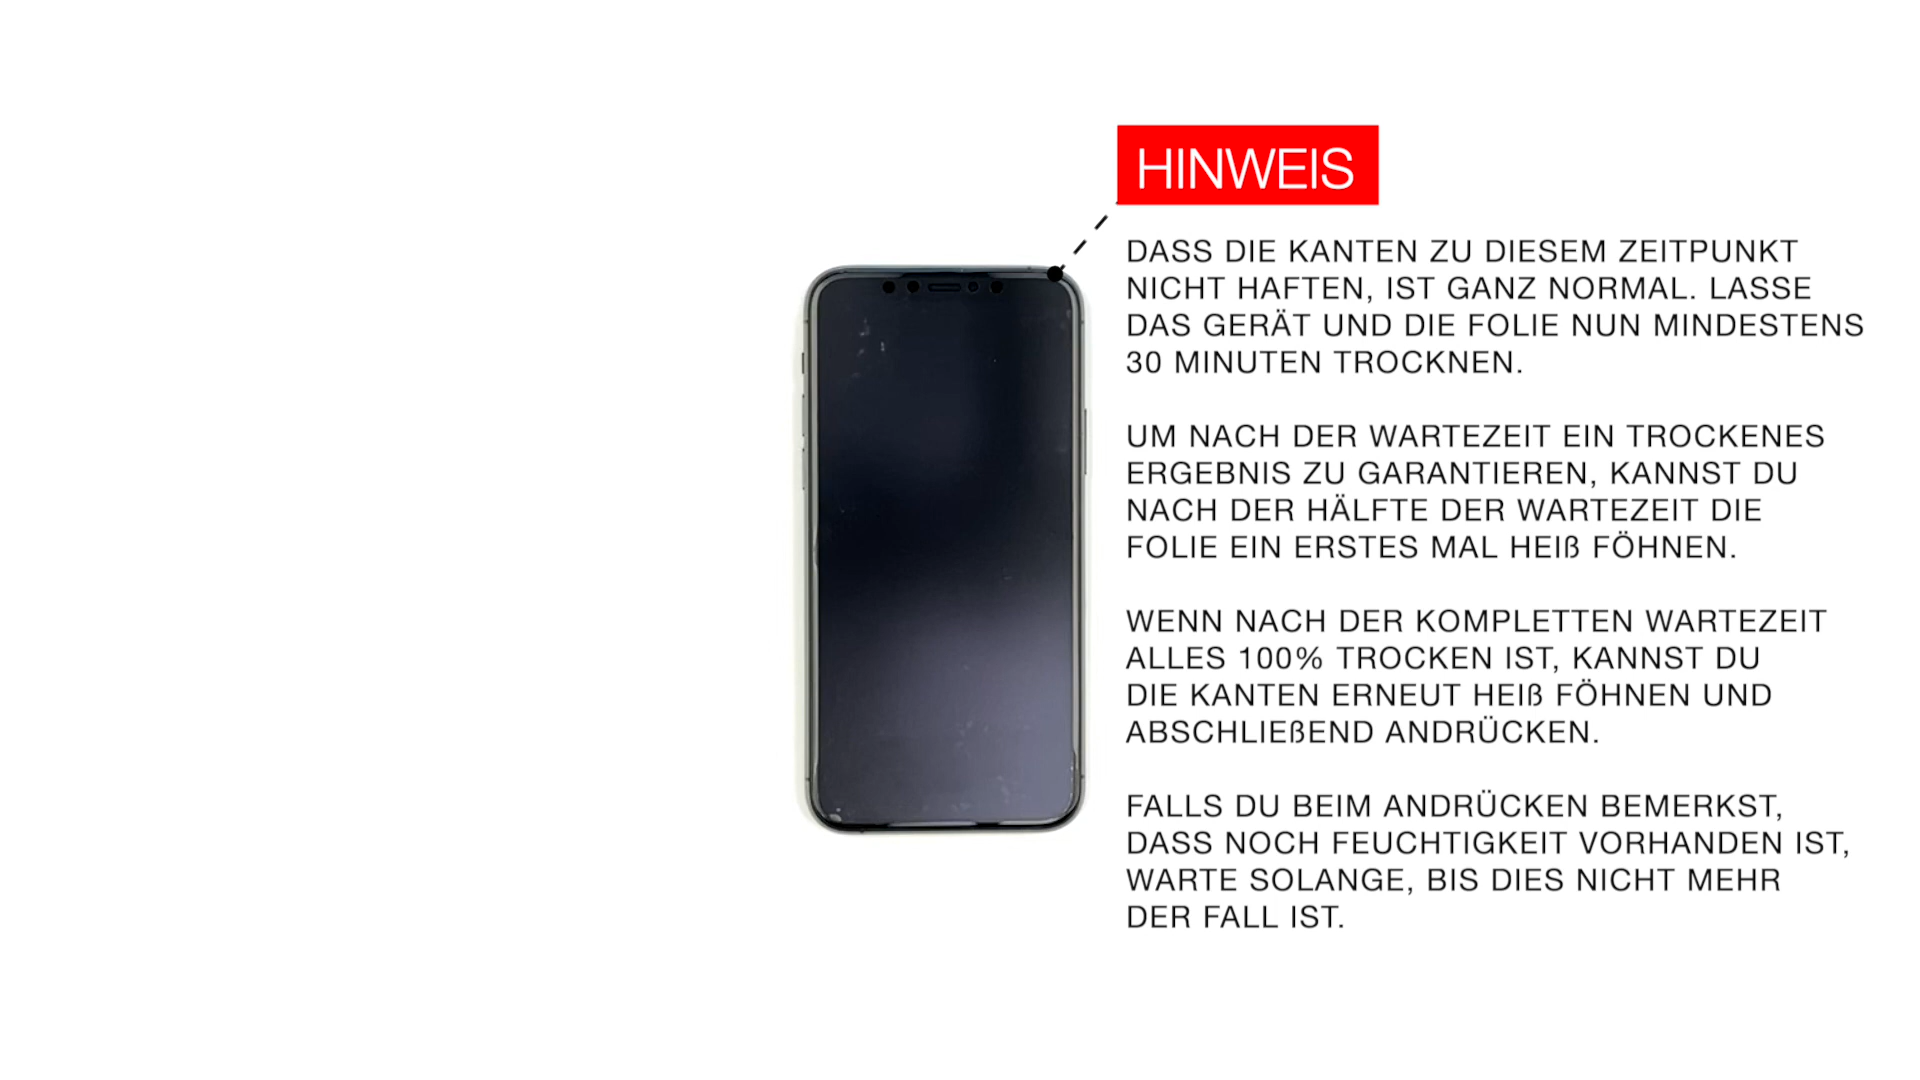 HINWEIS
DASS DIE KANTEN ZU DIESEM ZEITPUNKT
NICHT HAFTEN, IST GANZ NORMAL. LASSE
DAS GERÄT UND DIE FOLIE NUN MINDESTENS
30 MINUTEN TROCKNEN.
UM NACH DER WARTEZEIT EIN TROCKENES
ERGEBNIS ZU GARANTIEREN, KANNST DU
NACH DER HÄLFTE DER WARTEZEIT DIE
FOLIE EIN ERSTES MAL HEIß FÖHNEN.
WENN NACH DER KOMPLETTEN WARTEZEIT
ALLES 100% TROCKEN IST, KANNST DU
DIE KANTEN ERNEUT HEIß FÖHNEN UND
ABSCHLIEßEND ANDRÜCKEN.
FALLS DU BEIM ANDRÜCKEN BEMERKST,
DASS NOCH FEUCHTIGKEIT VORHANDEN IST,
WARTE SOLANGE, BIS DIES NICHT MEHR
DER FALL IST.